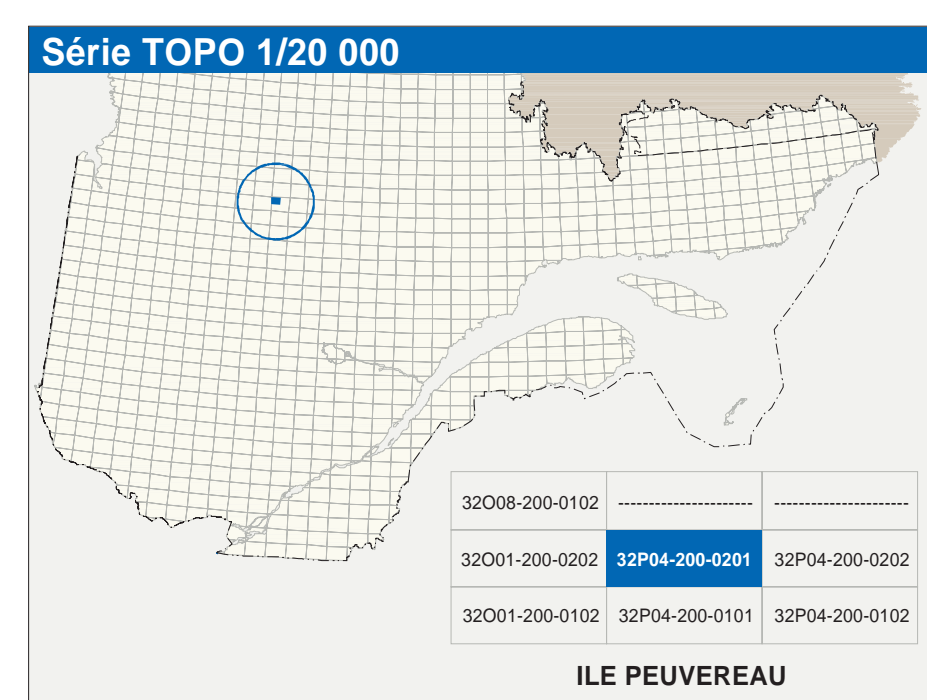 Série TOPO 1/20 000
32O08-200-0102 ---------------------- ----------------------
32O01-200-0202 32P04-200-0201 32P04-200-0202
32O01-200-0102 32P04-200-0101 32P04-200-0102
ILE PEUVEREAU